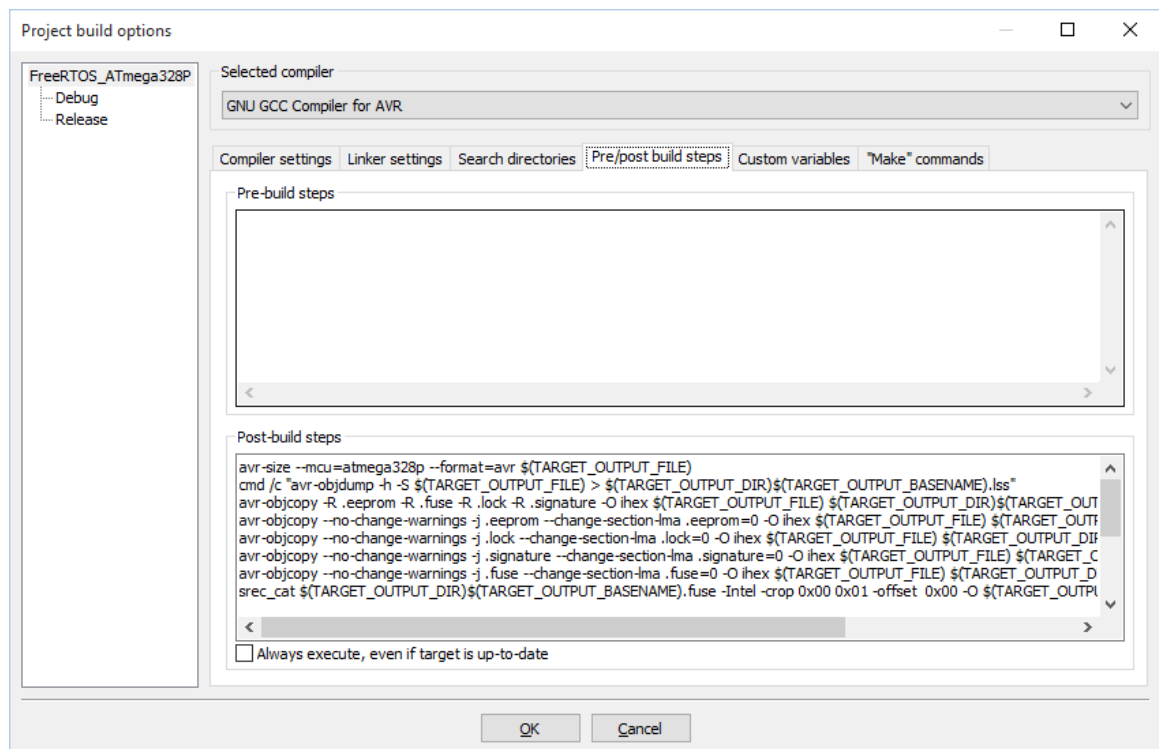 Project build options
FreeRTOS_ATmega328P
Debug
Release
Selected compiler
GNU GCC Compiler for AVR
Compiler settings
Linker settings
Search directories
Pre/post build steps
Custom variables
"Make" commands
Pre-build steps
Post-build steps
avr-size --mcu=atmega328p --format=avr $(TARGET_OUTPUT_FILE)
cmd /c "avr-objdump -h -S $(TARGET_OUTPUT_FILE) > $(TARGET_OUTPUT_DIR)$(TARGET_OUTPUT_BASENAME).lss"
avr-objcopy -R .eeprom -R .fuse -R .lock -R .signature -O ihex $(TARGET_OUTPUT_FILE) $(TARGET_OUTPUT_DIR)$(TARGET_OUT
avr-objcopy --no-change-warnings -j .eeprom --change-section-lma .eeprom=0 -O ihex $(TARGET_OUTPUT_FILE) $(TARGET_OUTP
avr-objcopy --no-change-warnings -j .lock --change-section-lma .lock=0 -O ihex $(TARGET_OUTPUT_FILE) $(TARGET_OUTPUT_DIF
avr-objcopy --no-change-warnings -j .signature --change-section-lma .signature=0 -O ihex $(TARGET_OUTPUT_FILE) $(TARGET_C
avr-objcopy --no-change-warnings -j .fuse --change-section-lma .fuse=0 -O ihex $(TARGET_OUTPUT_FILE) $(TARGET_OUTPUT_D
srec_cat $(TARGET_OUTPUT_DIR)$(TARGET_OUTPUT_BASENAME).fuse -Intel -crop 0x00 0x01 -offset  0x00 -O $(TARGET_OUTPU
Always execute, even if target is up-to-date
OK
Cancel